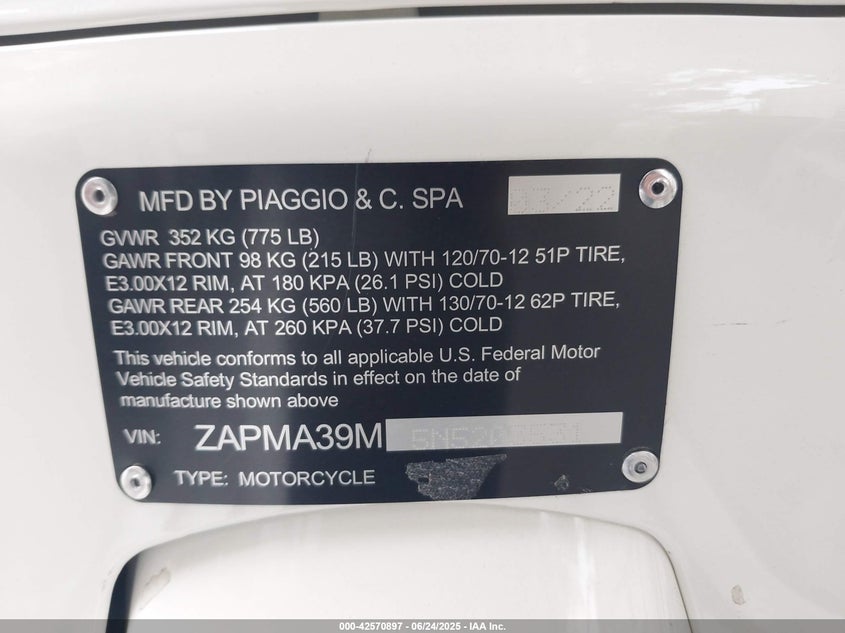 MFD BY PIAGGIO & C. SPA 03/22
GVWR 352 KG (775 LB)
GAWR FRONT 98 KG (215 LB) WITH 120/70-12 51P TIRE,
E3.00X12 RIM, AT 180 KPA (26.1 PSI) COLD
GAWR REAR 254 KG (560 LB) WITH 130/70-12 62P TIRE,
E3.00X12 RIM, AT 260 KPA (37.7 PSI) COLD
This vehicle conforms to all applicable U.S. Federal Motor
Vehicle Safety Standards in effect on the date of
manufacture shown above
VIN: ZAPMA39M 5N5203531
TYPE: MOTORCYCLE
000-42570897 - 06/24/2025 - IAA Inc.